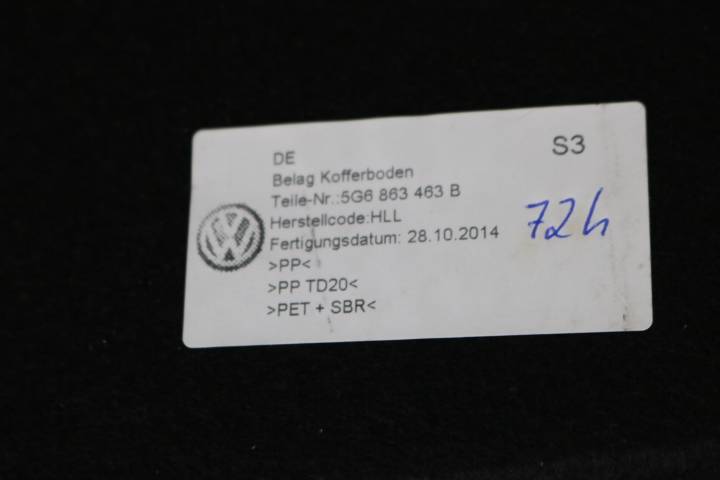 DE
S3
Belag Kofferboden
Teile-Nr.:5G6 863 463 B
Herstellcode:HLL
Fertigungsdatum: 28.10.2014
72h
>PP<
>PP TD20<
>PET + SBR<